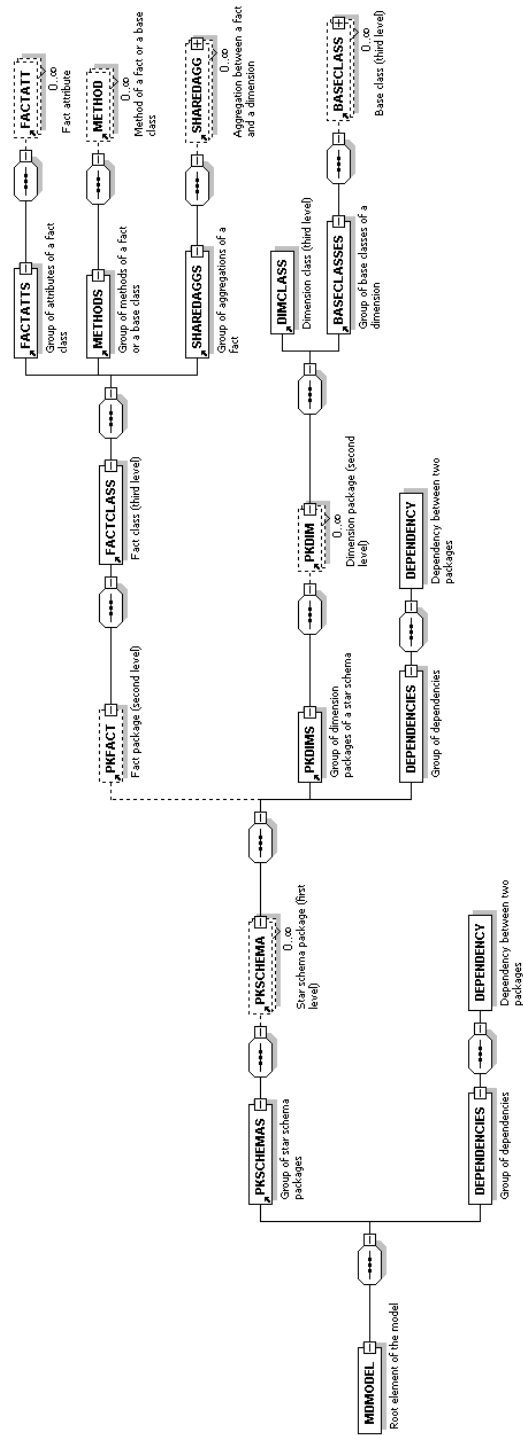 MDMODEL
Root element of the model
PKSCHEMAS
Group of star schema
packages
PKSCHEMA
0..∞
Star schema package (first
level)
PKFACT
Fact package (second level)
FACTCLASS
Fact class (third level)
FACTATTS
Group of attributes of a fact
class
FACTATT
0..∞
Fact attribute
METHODS
Group of methods of a fact
or a base class
METHOD
0..∞
Method of a fact or a base
class
SHAREDAGGS
Group of aggregations of a
fact
SHAREDAGG
0..∞
Aggregation between a fact
and a dimension
PKDIMS
Group of dimension
packages of a star schema
PKDIM
0..∞
Dimension package (second
level)
DIMCLASS
Dimension class (third level)
BASECLASSES
Group of base classes of a
dimension
BASECLASS
0..∞
Base class (third level)
DEPENDENCIES
Group of dependencies
DEPENDENCY
Dependency between two
packages
DEPENDENCIES
Group of dependencies
DEPENDENCY
Dependency between two
packages